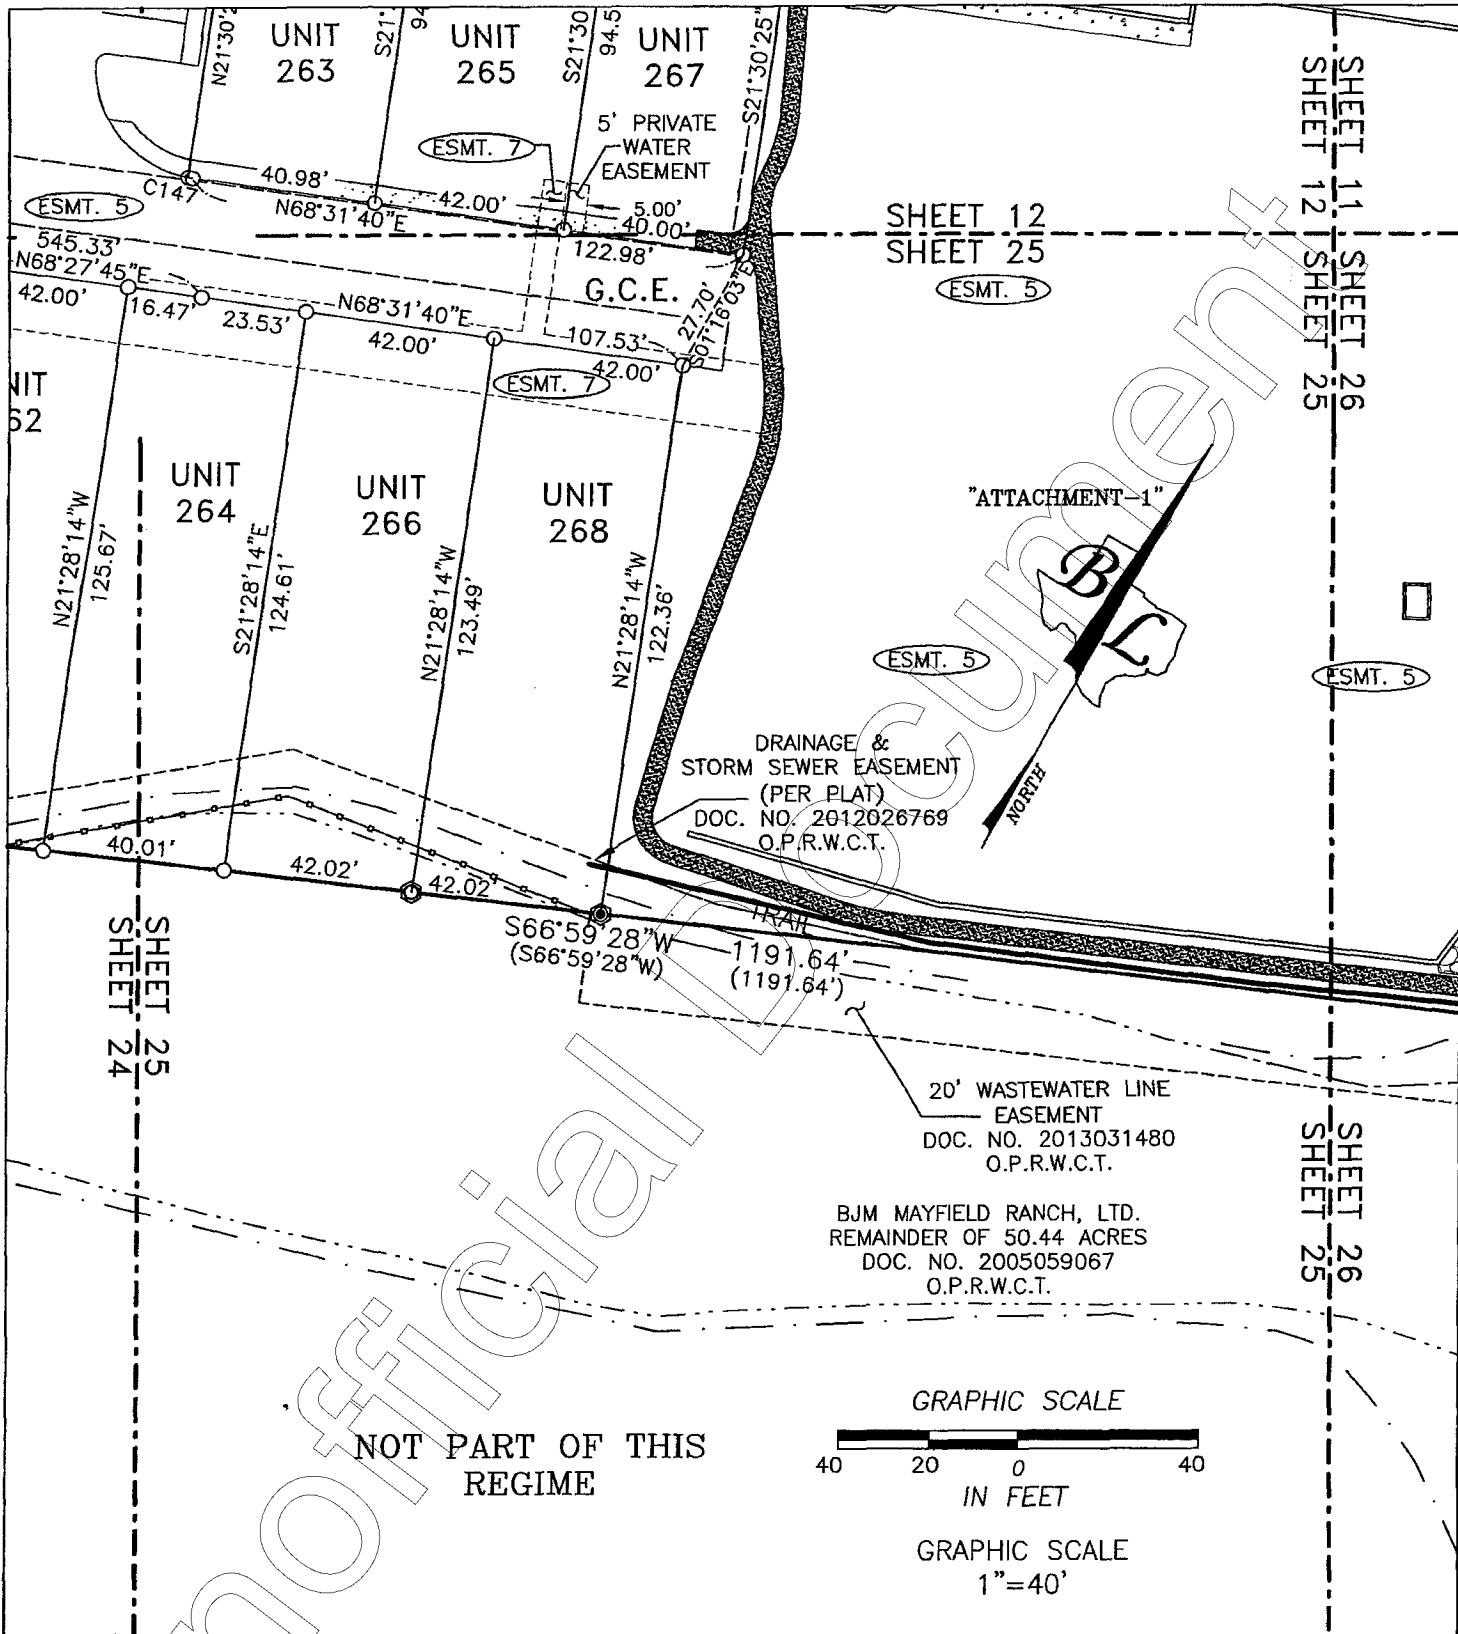 UNIT
263
UNIT
265
UNIT
267
N21°30'2
S21°
94
S21°30
94.5
S21°30'25"
5' PRIVATE
WATER
EASEMENT
ESMT. 7
C147
40.98'
N68°31'40"E
42.00'
5.00'
40.00'
122.98'
ESMT. 5
545.33'
N68°27'45"E
42.00'
16.47'
23.53'
N68°31'40"E
42.00'
G.C.E.
107.53'
42.00'
27.70'
S01°16'03"E
ESMT. 7
SHEET 12
SHEET 25
ESMT. 5
SHEET 11
SHEET 12
SHEET 26
SHEET 25
NIT
62
UNIT
264
UNIT
266
UNIT
268
N21°28'14"W
125.67'
S21°28'14"E
124.61'
N21°28'14"W
123.49'
N21°28'14"W
122.36'
"ATTACHMENT-1"
B
L
NORTH
ESMT. 5
ESMT. 5
DRAINAGE &
STORM SEWER EASEMENT
(PER PLAT)
DOC. NO. 2012026769
O.P.R.W.C.T.
40.01'
42.02'
42.02'
TRAIL
S66°59'28"W
(S66°59'28"W)
1191.64'
(1191.64')
SHEET 25
SHEET 24
20' WASTEWATER LINE
EASEMENT
DOC. NO. 2013031480
O.P.R.W.C.T.
SHEET 26
SHEET 25
BJM MAYFIELD RANCH, LTD.
REMAINDER OF 50.44 ACRES
DOC. NO. 2005059067
O.P.R.W.C.T.
NOT PART OF THIS
REGIME
GRAPHIC SCALE
40 20 0 40
IN FEET
GRAPHIC SCALE
1"=40'
nofficial Document